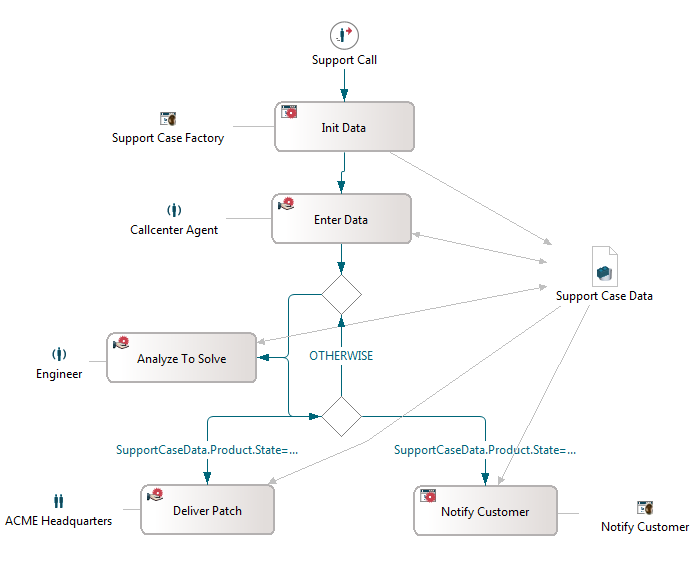 Support Call
Init Data
Support Case Factory
Enter Data
Callcenter Agent
Support Case Data
Analyze To Solve
OTHERWISE
Engineer
SupportCaseData.Product.State=...
SupportCaseData.Product.State=...
Deliver Patch
Notify Customer
ACME Headquarters
Notify Customer